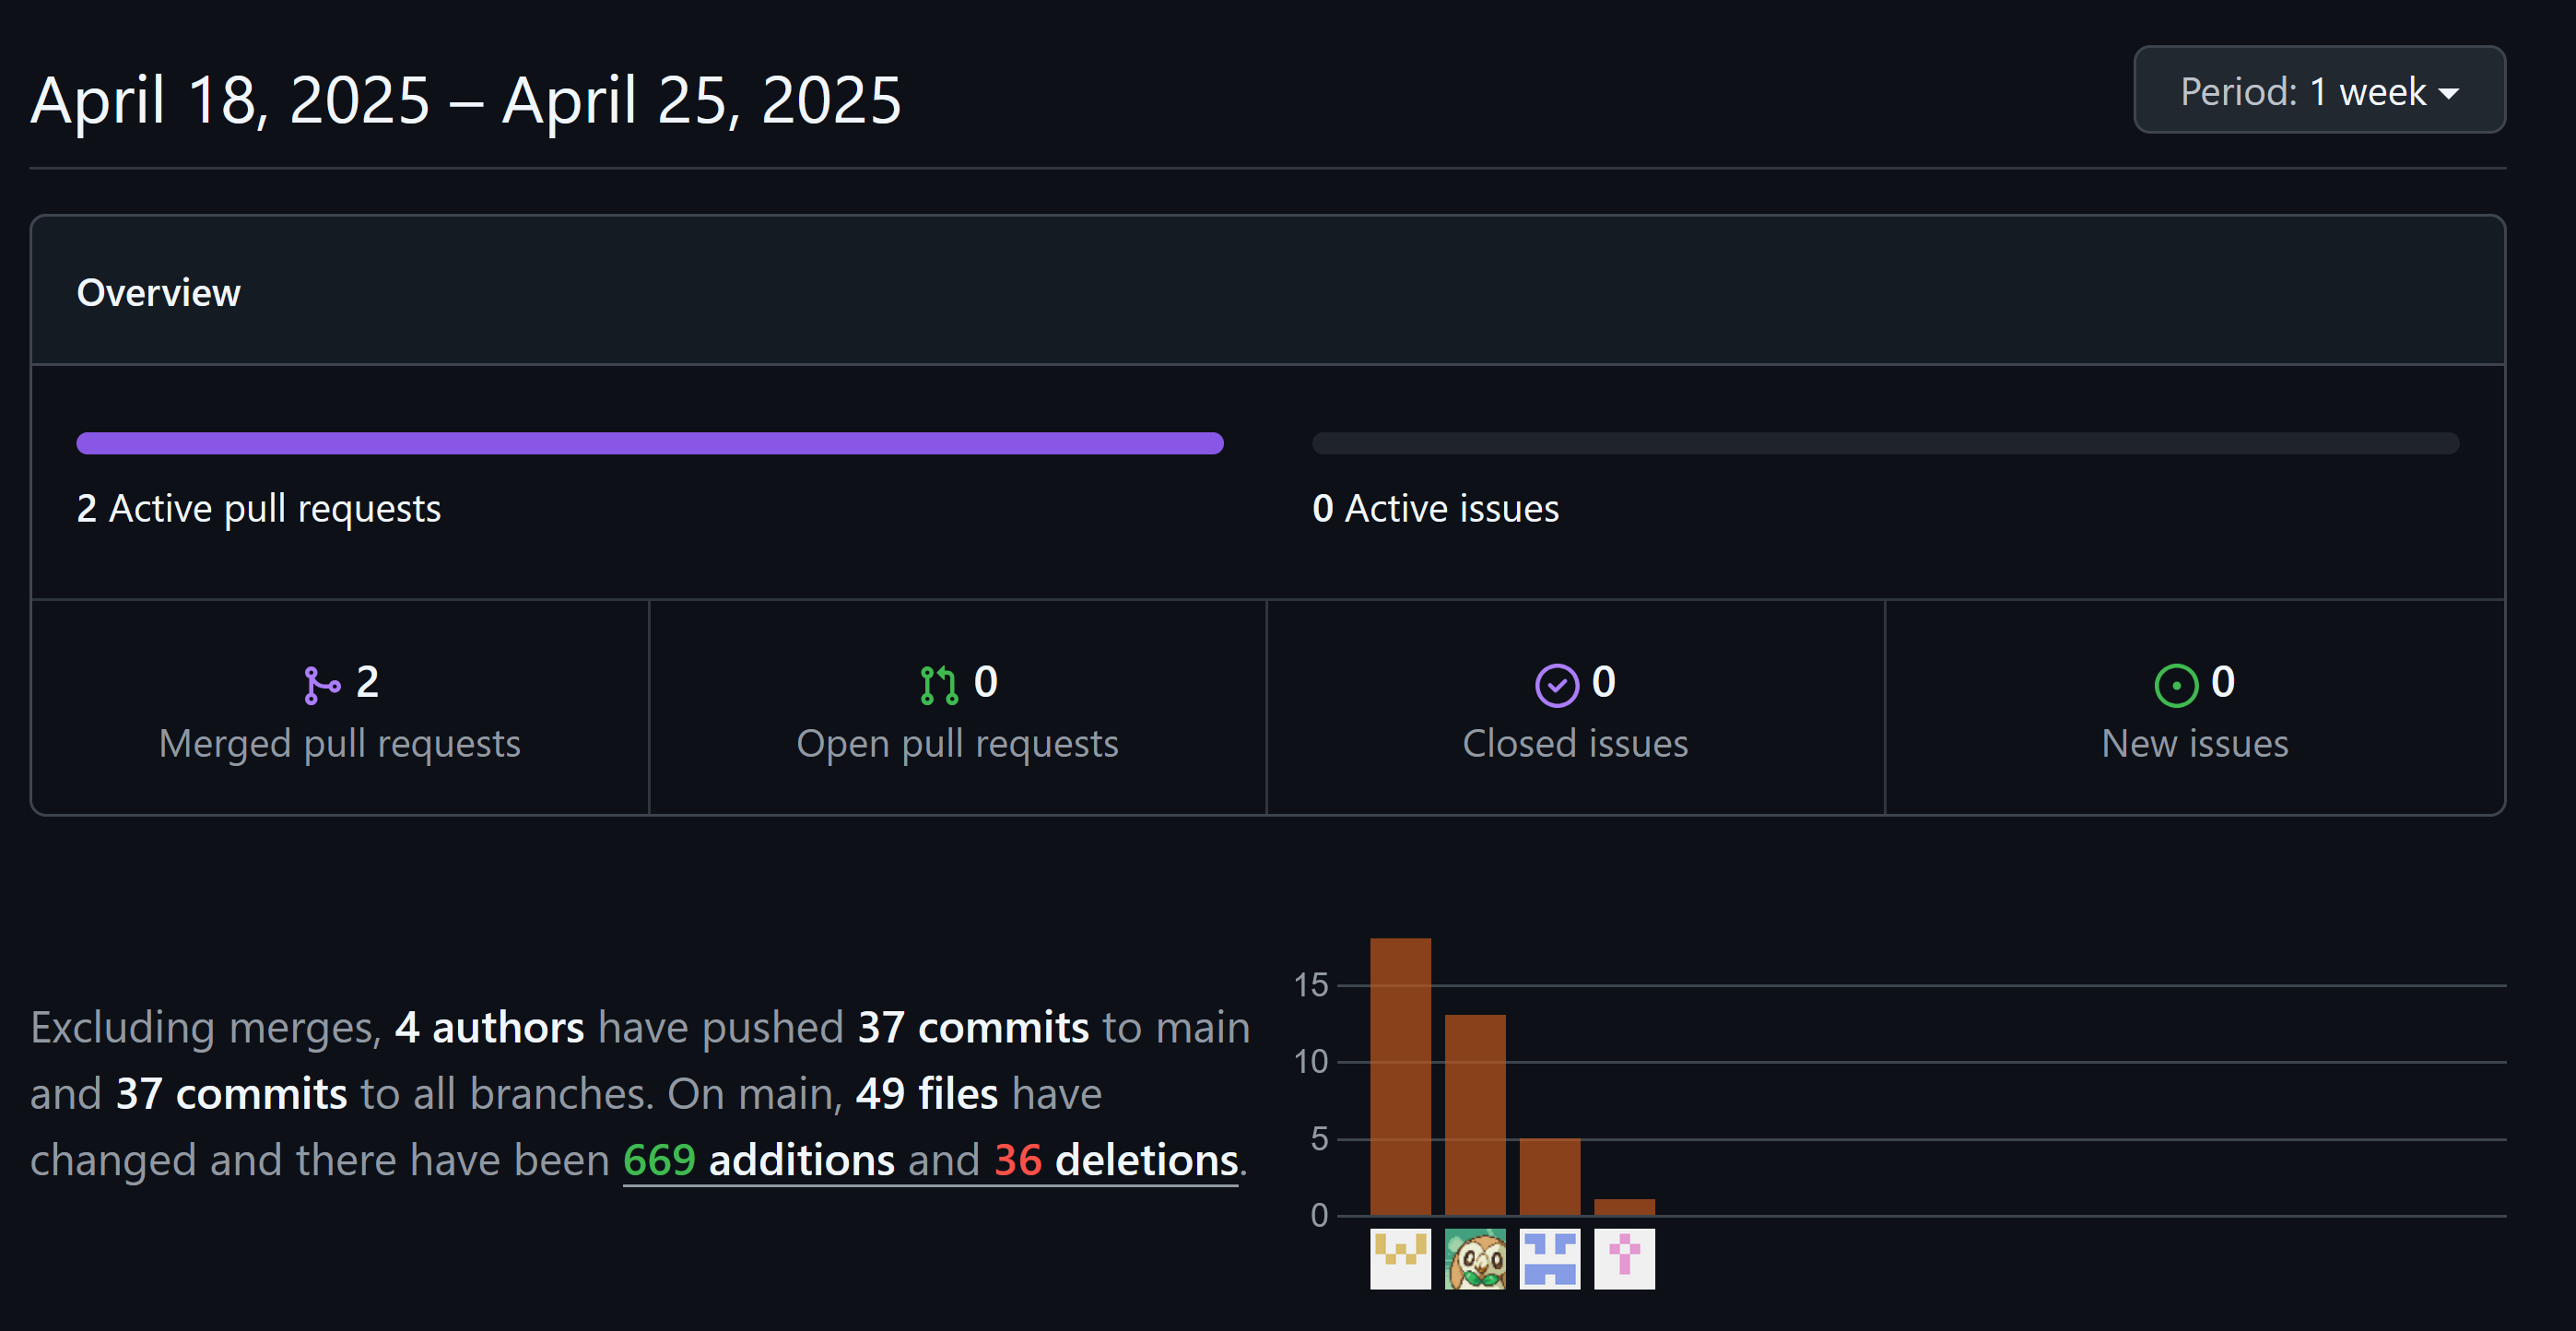 April 18, 2025 – April 25, 2025
Period: 1 week
Overview
2 Active pull requests
0 Active issues
2
Merged pull requests
0
Open pull requests
0
Closed issues
0
New issues
Excluding merges, 4 authors have pushed 37 commits to main
and 37 commits to all branches. On main, 49 files have
changed and there have been 669 additions and 36 deletions.
15
10
5
0